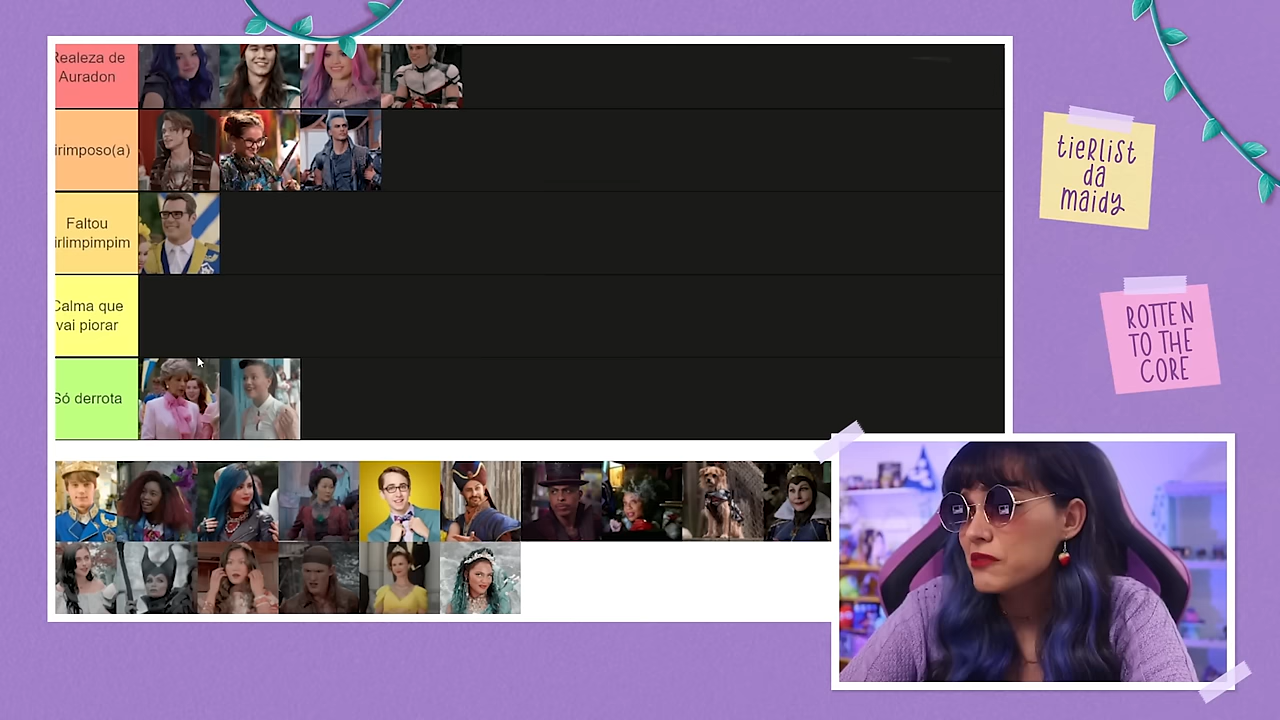 Realeza de
Auradon
irimposo(a)
Faltou
irlimpimpim
Calma que
vai piorar
Só derrota
tierlist
da
maidy
ROTTEN
TO THE
CORE